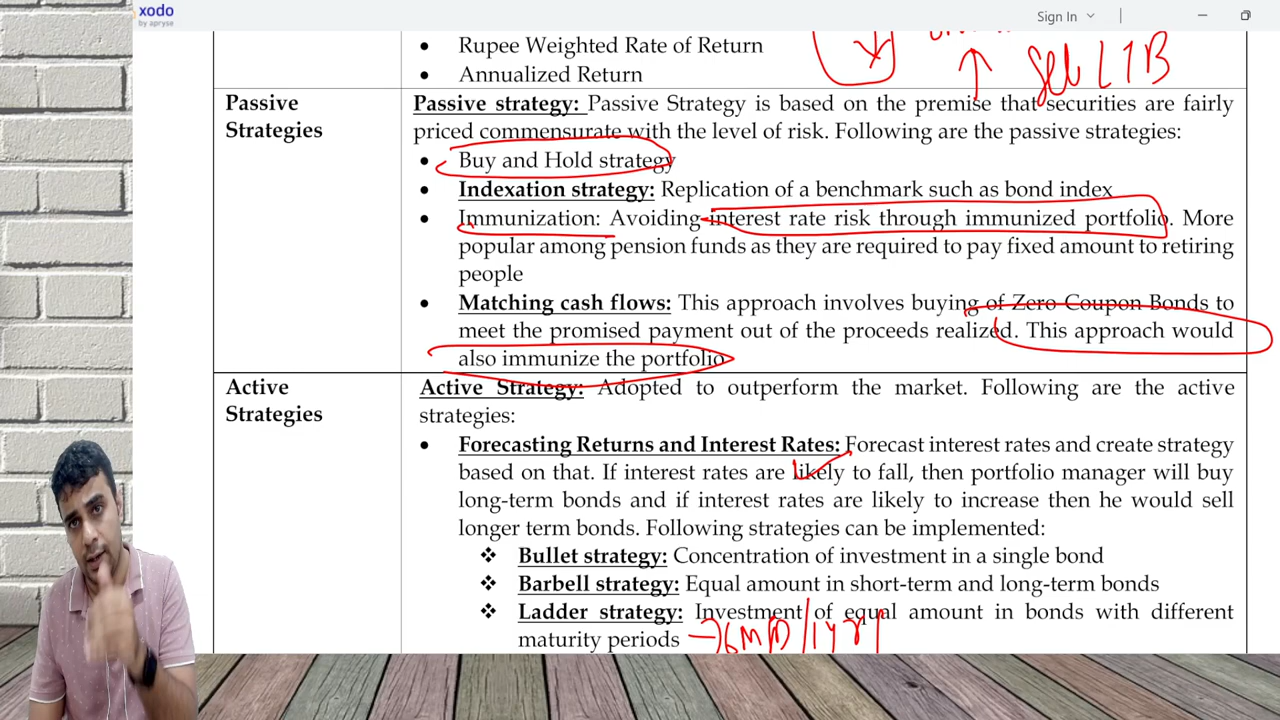 xodo
by apryse
Sign In
Rupee Weighted Rate of Return
Annualized Return
↑ Sell LTB
Passive
Strategies
Passive strategy: Passive Strategy is based on the premise that securities are fairly
priced commensurate with the level of risk. Following are the passive strategies:
• Buy and Hold strategy
• Indexation strategy: Replication of a benchmark such as bond index
• Immunization: Avoiding interest rate risk through immunized portfolio. More
popular among pension funds as they are required to pay fixed amount to retiring
people
• Matching cash flows: This approach involves buying of Zero Coupon Bonds to
meet the promised payment out of the proceeds realized. This approach would
also immunize the portfolio
Active
Strategies
Active Strategy: Adopted to outperform the market. Following are the active
strategies:
• Forecasting Returns and Interest Rates: Forecast interest rates and create strategy
based on that. If interest rates are likely to fall, then portfolio manager will buy
long-term bonds and if interest rates are likely to increase then he would sell
longer term bonds. Following strategies can be implemented:
❖ Bullet strategy: Concentration of investment in a single bond
❖ Barbell strategy: Equal amount in short-term and long-term bonds
❖ Ladder strategy: Investment of equal amount in bonds with different
maturity periods